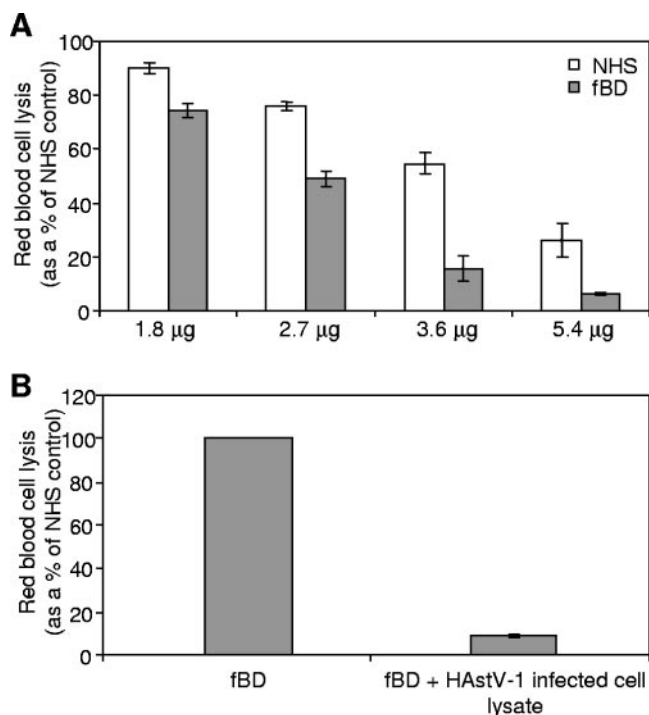 A
Red blood cell lysis
(as a % of NHS control)
100
80
60
40
20
0
NHS
fBD
1.8 µg
2.7 µg
3.6 µg
5.4 µg
B
Red blood cell lysis
(as a % of NHS control)
120
100
80
60
40
20
0
fBD
fBD + HAstV-1 infected cell
lysate